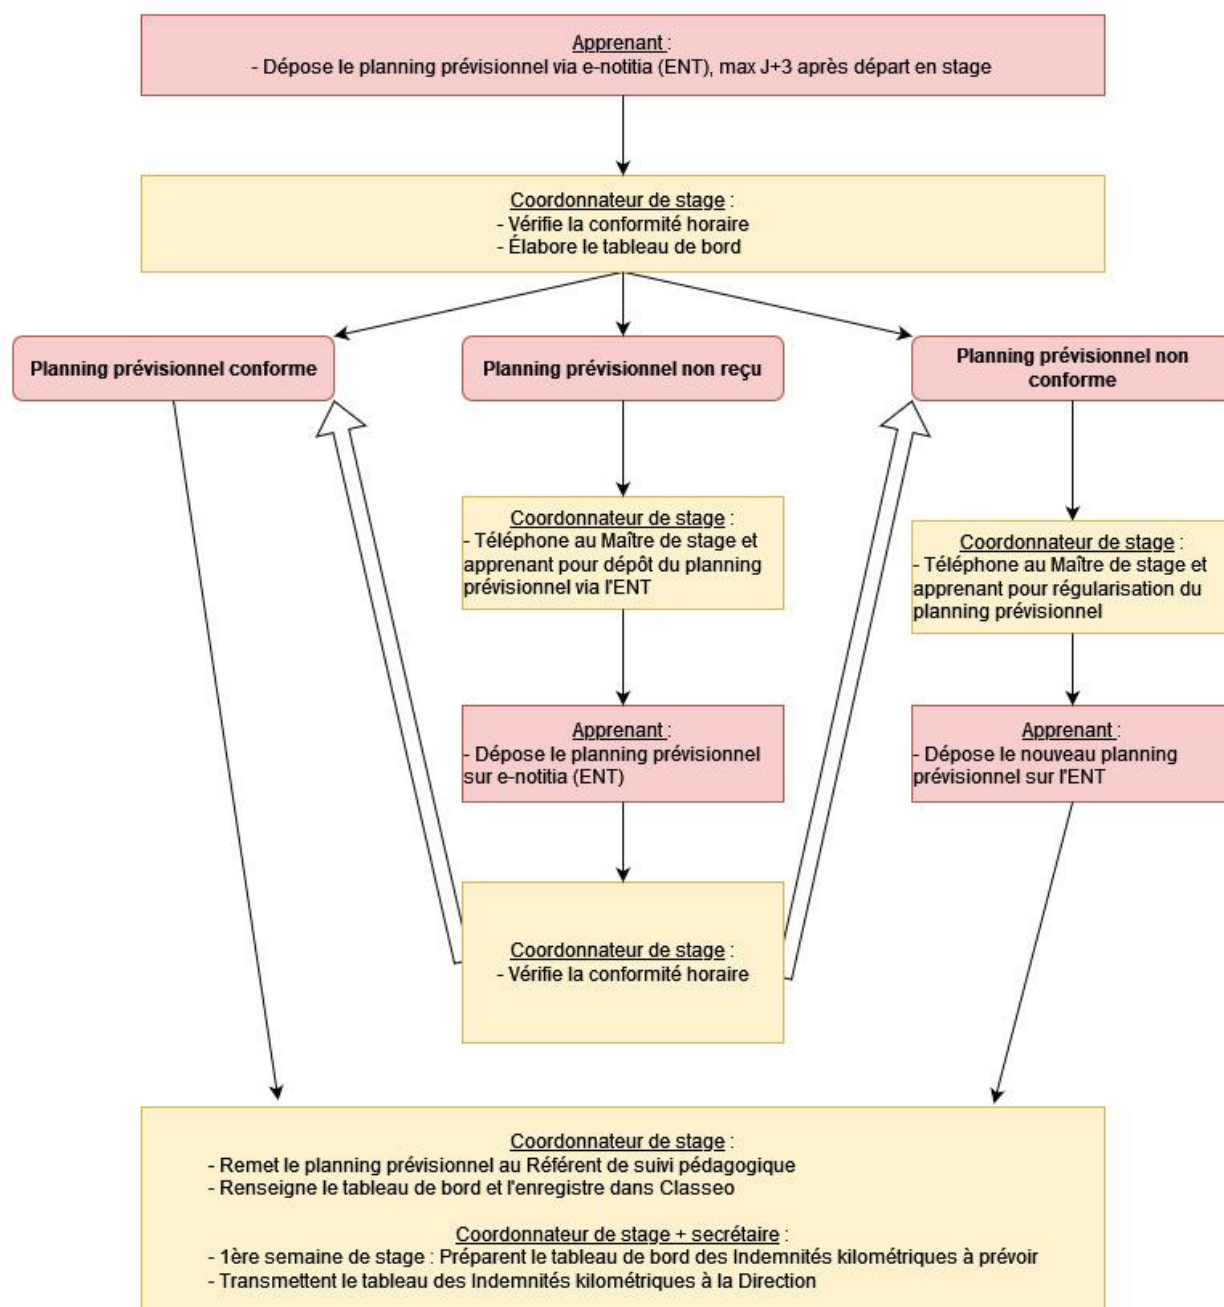 Apprenant :
- Dépose le planning prévisionnel via e-notitia (ENT), max J+3 après départ en stage
Coordonnateur de stage :
- Vérifie la conformité horaire
- Élabore le tableau de bord
Planning prévisionnel conforme
Planning prévisionnel non reçu
Planning prévisionnel non
conforme
Coordonnateur de stage :
- Téléphone au Maître de stage et
apprenant pour dépôt du planning
prévisionnel via l'ENT
Coordonnateur de stage :
- Téléphone au Maître de stage et
apprenant pour régularisation du
planning prévisionnel
Apprenant :
- Dépose le planning prévisionnel
sur e-notitia (ENT)
Apprenant :
- Dépose le nouveau planning
prévisionnel sur l'ENT
Coordonnateur de stage :
- Vérifie la conformité horaire
Coordonnateur de stage :
- Remet le planning prévisionnel au Référent de suivi pédagogique
- Renseigne le tableau de bord et l'enregistre dans Classeo
Coordonnateur de stage + secrétaire :
- 1ère semaine de stage : Préparent le tableau de bord des Indemnités kilométriques à prévoir
- Transmettent le tableau des Indemnités kilométriques à la Direction